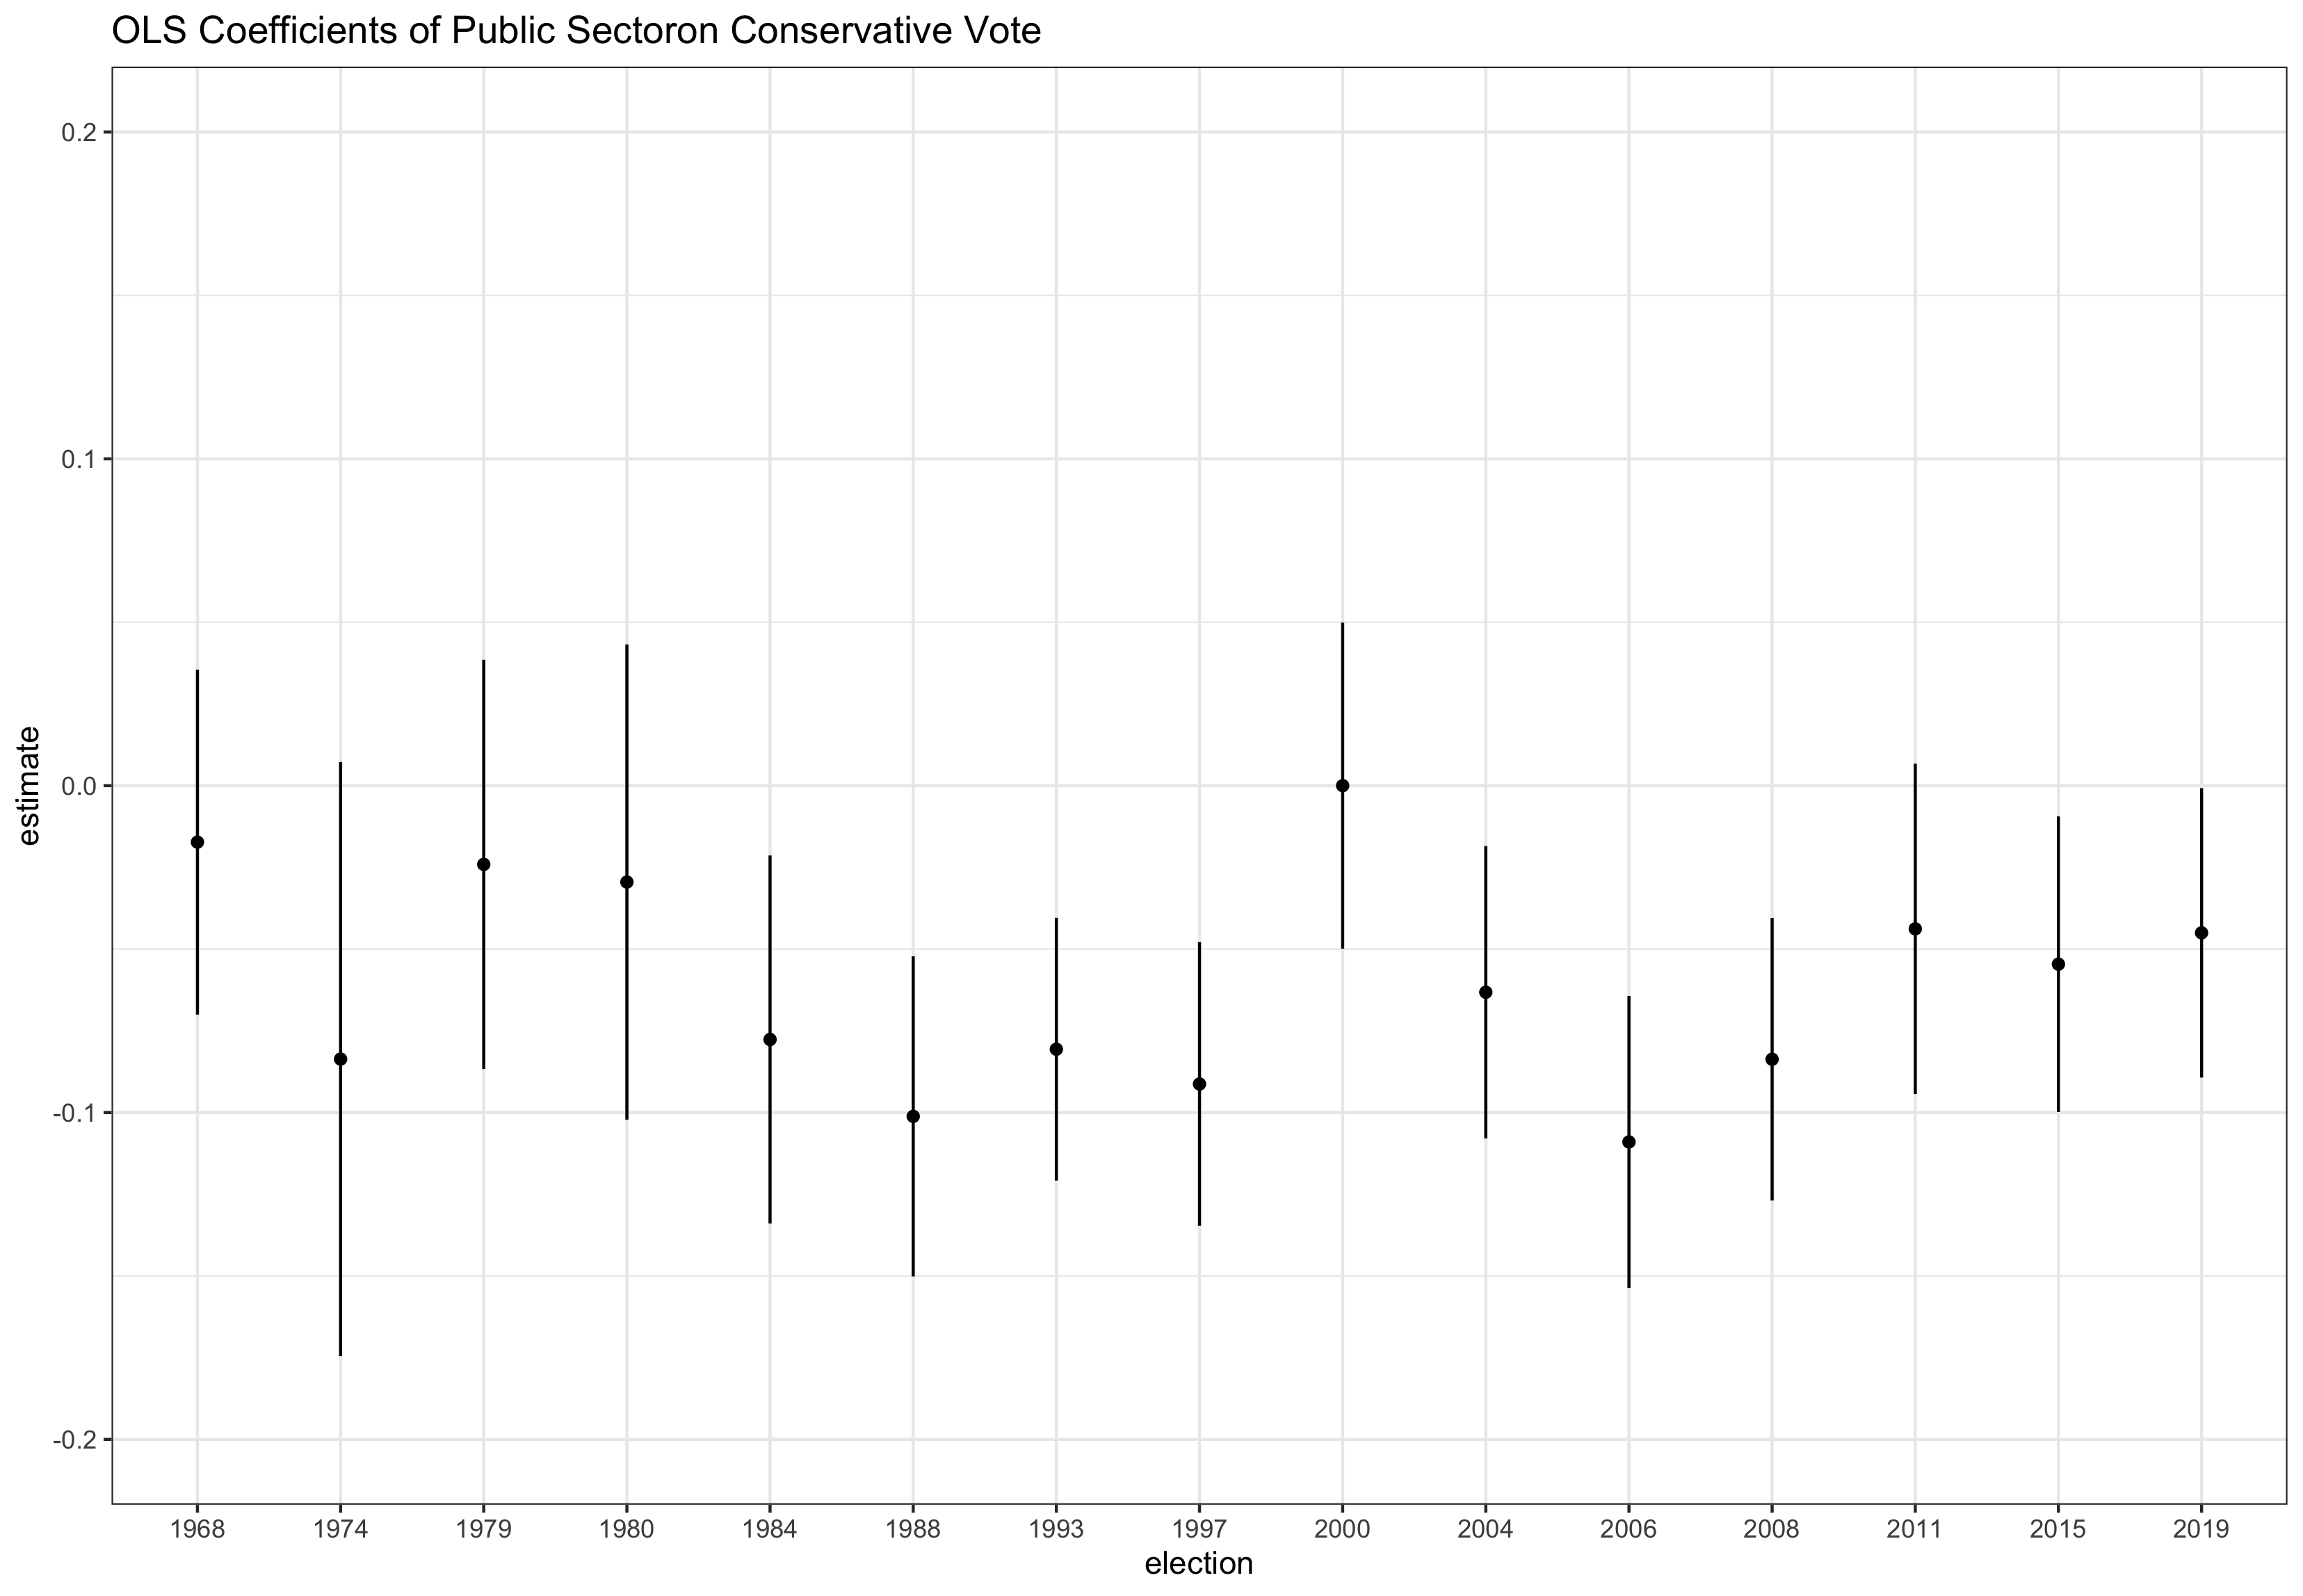 OLS Coefficients of Public Sectoron Conservative Vote
0.2
0.1
0.0
-0.1
-0.2
estimate
1968 1974 1979 1980 1984 1988 1993 1997 2000 2004 2006 2008 2011 2015 2019
election